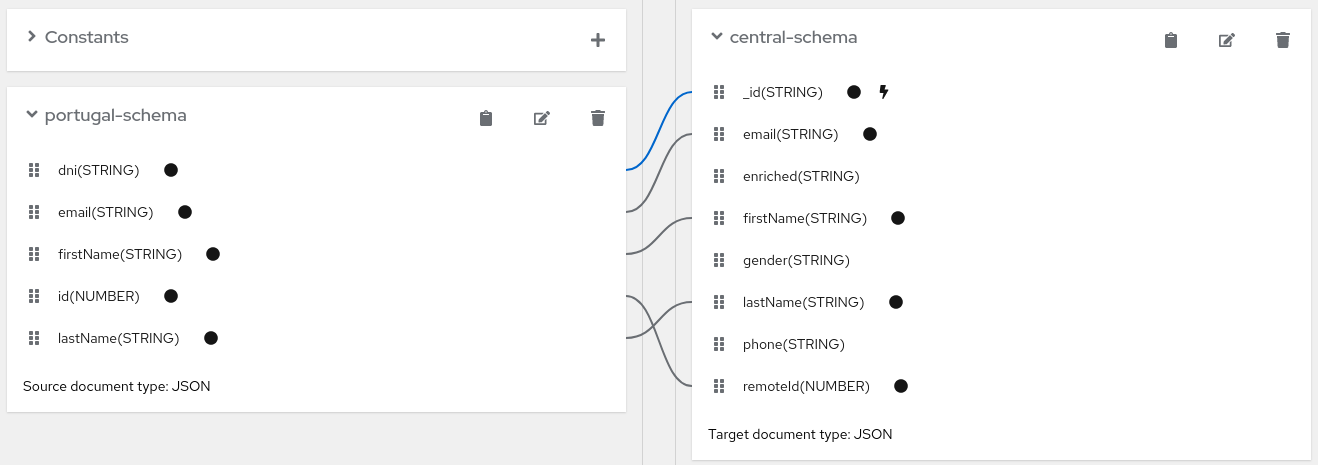 Constants
portugal-schema
dni(STRING)
email(STRING)
firstName(STRING)
id(NUMBER)
lastName(STRING)
Source document type: JSON
central-schema
_id(STRING)
email(STRING)
enriched(STRING)
firstName(STRING)
gender(STRING)
lastName(STRING)
phone(STRING)
remoteId(NUMBER)
Target document type: JSON